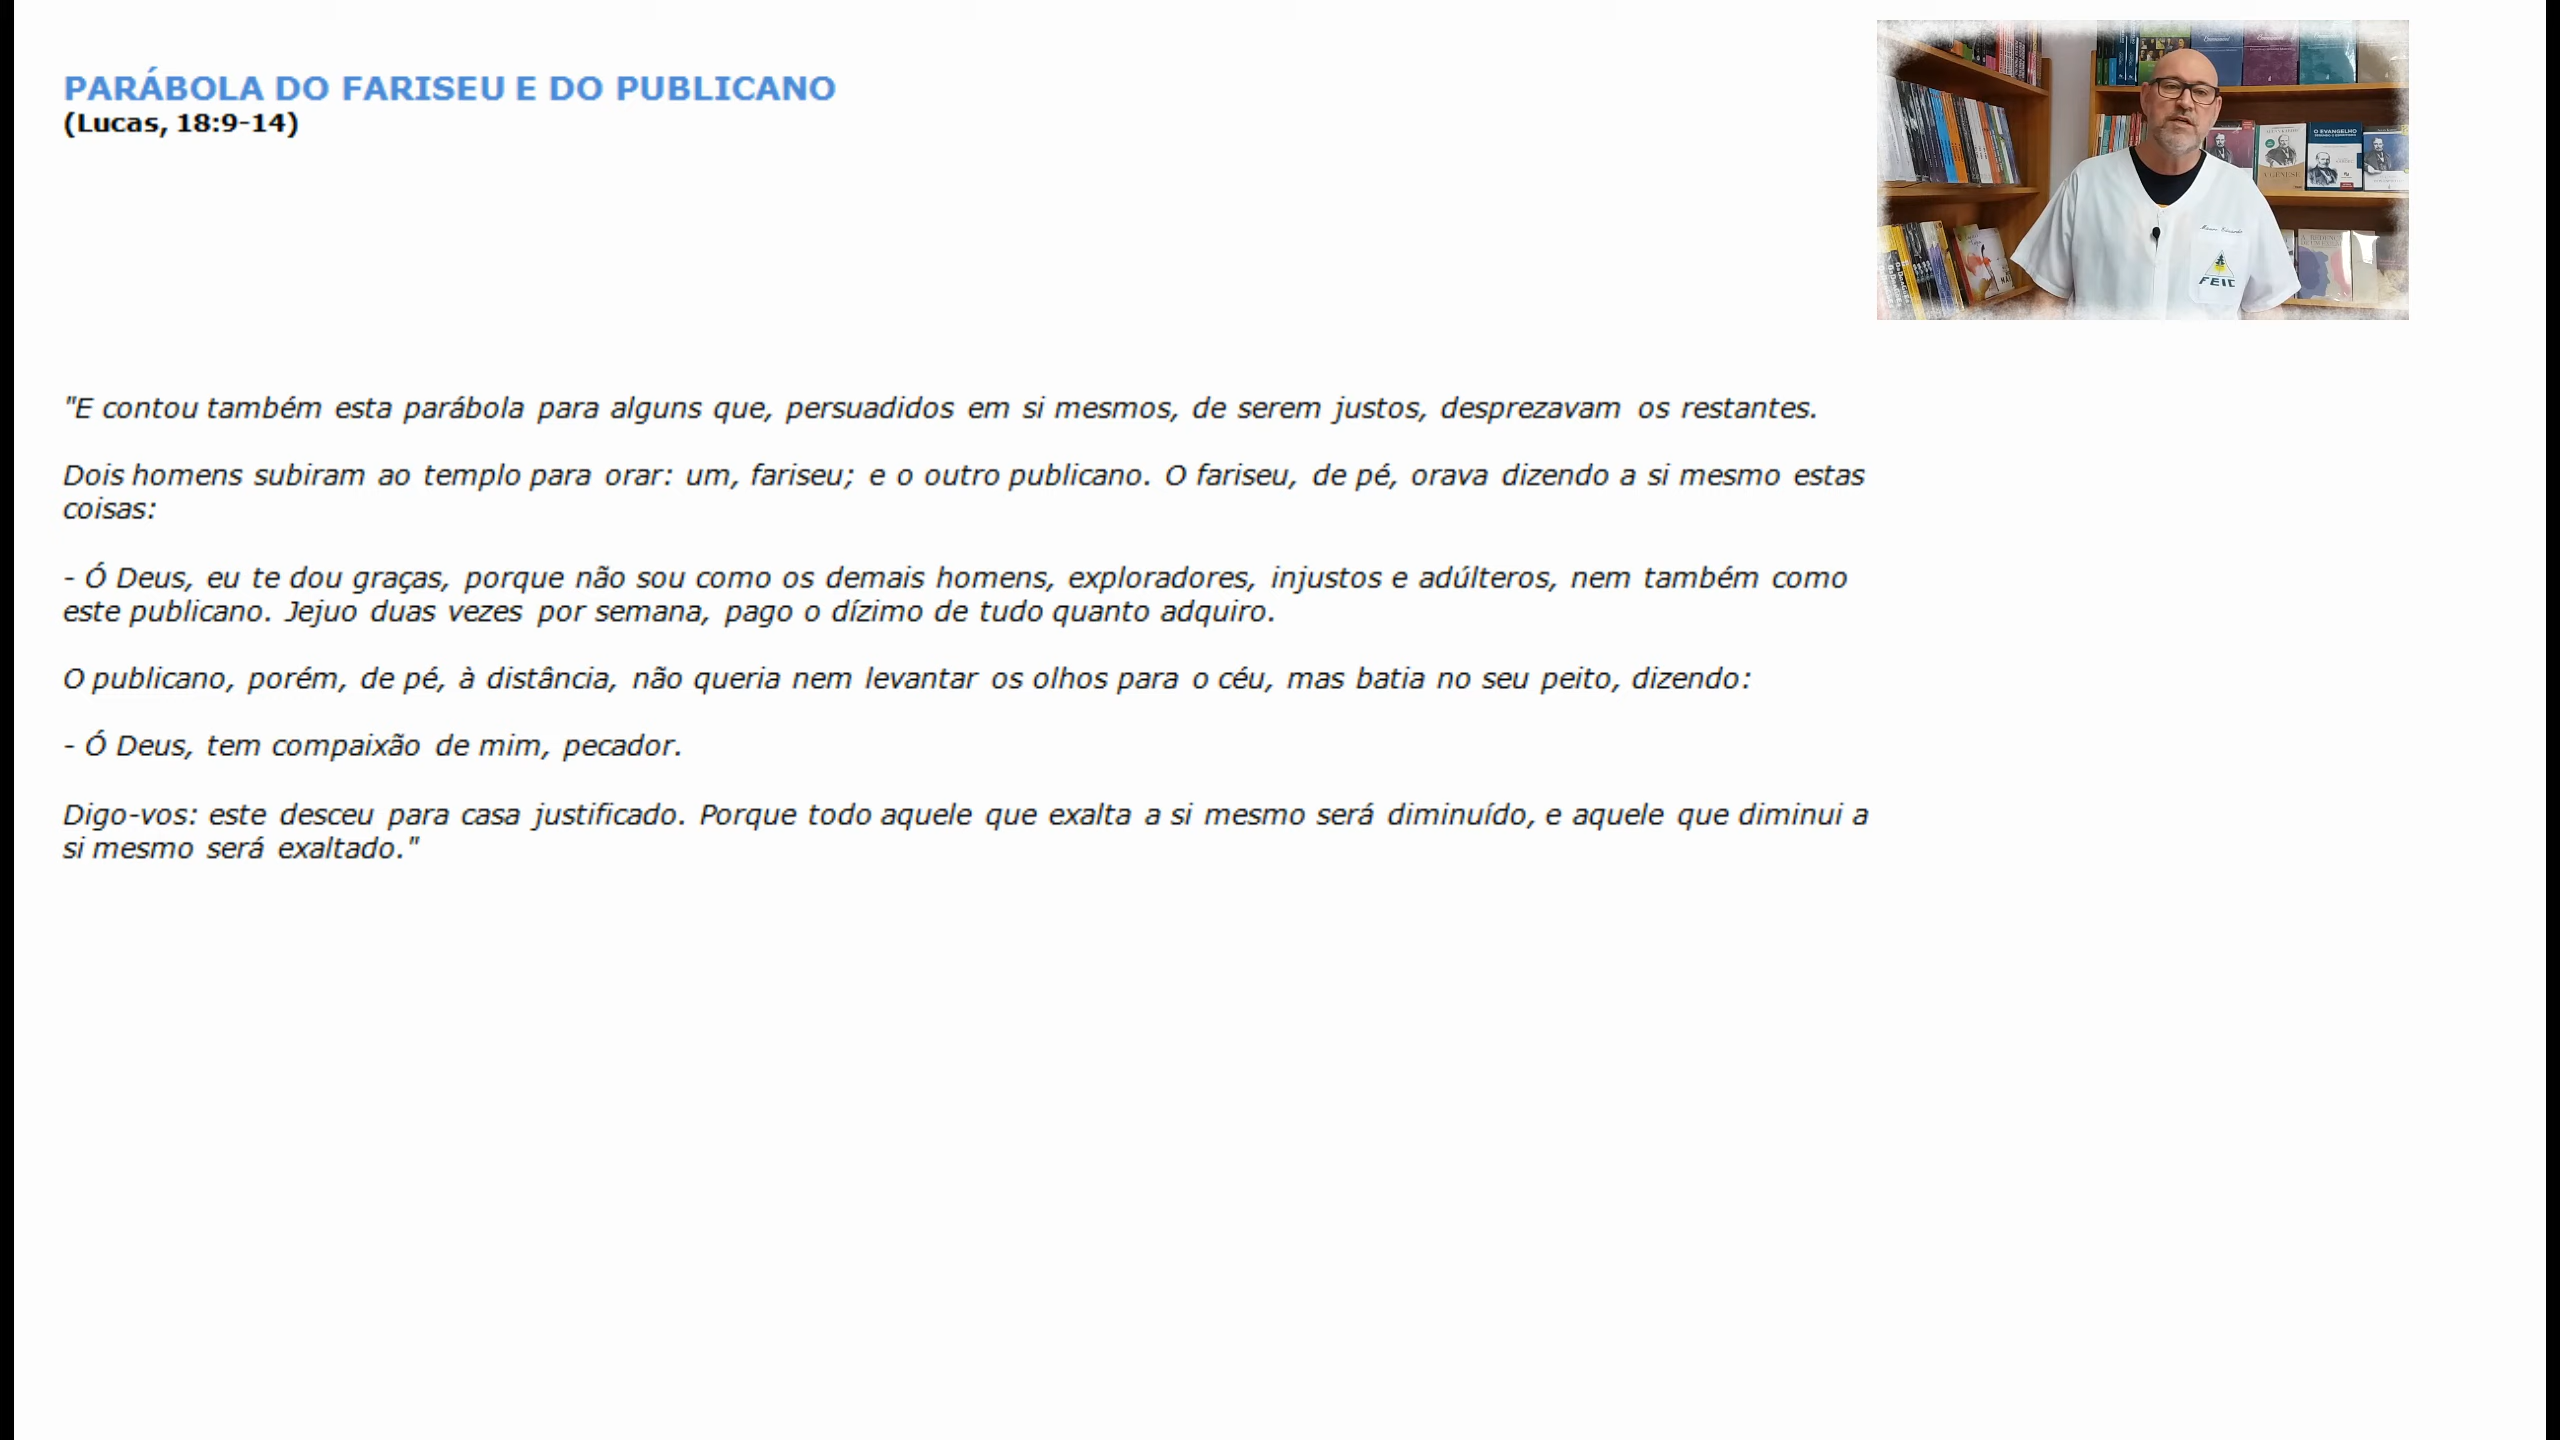 PARÁBOLA DO FARISEU E DO PUBLICANO
(Lucas, 18:9-14)
"E contou também esta parábola para alguns que, persuadidos em si mesmos, de serem justos, desprezavam os restantes.
Dois homens subiram ao templo para orar: um, fariseu; e o outro publicano. O fariseu, de pé, orava dizendo a si mesmo estas
coisas:
- Ó Deus, eu te dou graças, porque não sou como os demais homens, exploradores, injustos e adúlteros, nem também como
este publicano. Jejuo duas vezes por semana, pago o dízimo de tudo quanto adquiro.
O publicano, porém, de pé, à distância, não queria nem levantar os olhos para o céu, mas batia no seu peito, dizendo:
- Ó Deus, tem compaixão de mim, pecador.
Digo-vos: este desceu para casa justificado. Porque todo aquele que exalta a si mesmo será diminuído, e aquele que diminui a
si mesmo será exaltado."
O EVANGELHO
A GÊNESE
FEIC